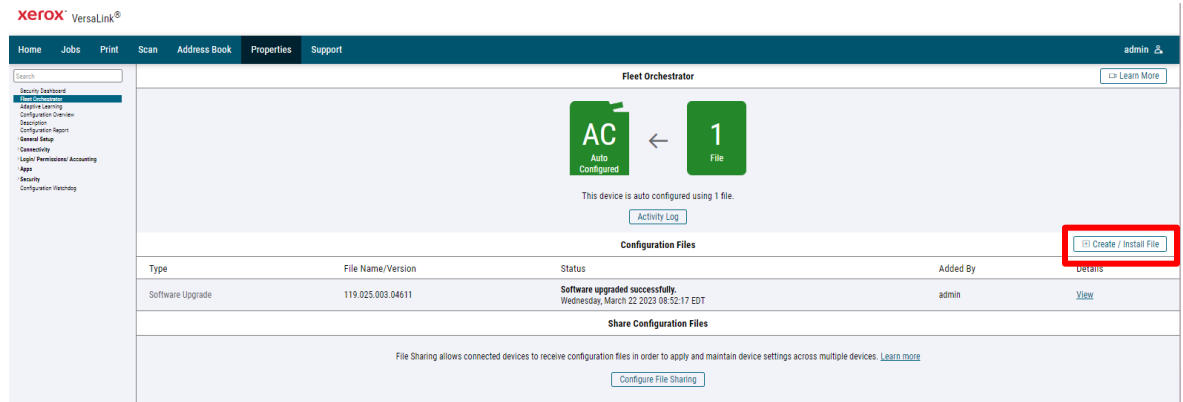 xerox™ VersaLink®
Home Jobs Print Scan Address Book Properties Support admin
Search
Security Dashboard
Fleet Orchestrator
Adaptive Learning
Configuration Overview
Description
Configuration Report
General Setup
Connectivity
Login/ Permissions/ Accounting
Apps
Security
Configuration Watchdog
Fleet Orchestrator
Learn More
AC
Auto
Configured
1
File
This device is auto configured using 1 file.
Activity Log
Configuration Files
Create / Install File
Type File Name/Version Status Added By Details
Software Upgrade 119.025.003.04611 Software upgraded successfully. admin View
Wednesday, March 22 2023 08:52:17 EDT
Share Configuration Files
File Sharing allows connected devices to receive configuration files in order to apply and maintain device settings across multiple devices. Learn more
Configure File Sharing